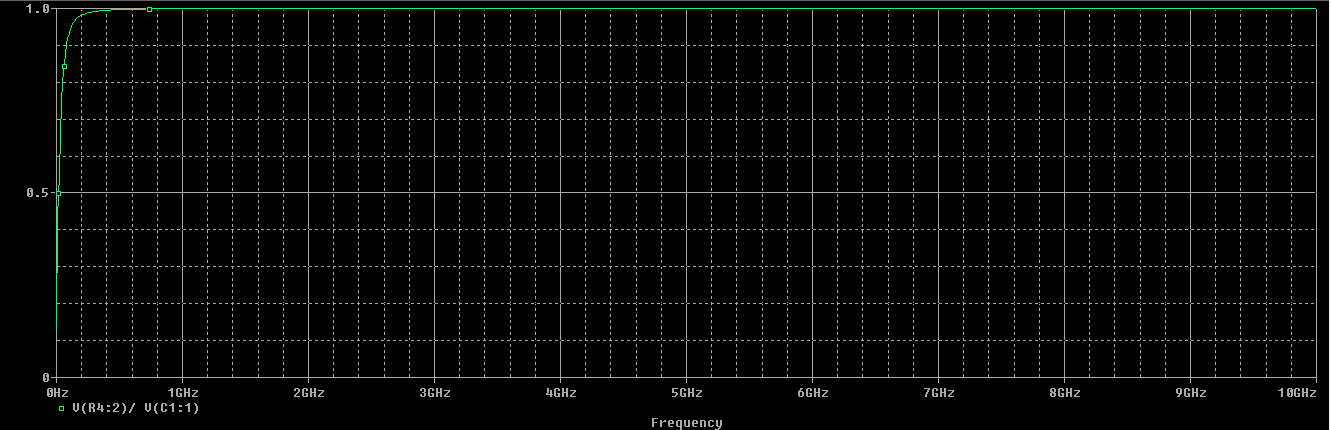 1.0
0.5
0
0Hz 1GHz 2GHz 3GHz 4GHz 5GHz 6GHz 7GHz 8GHz 9GHz 10GHz
V(R4:2)/ V(C1:1)
Frequency